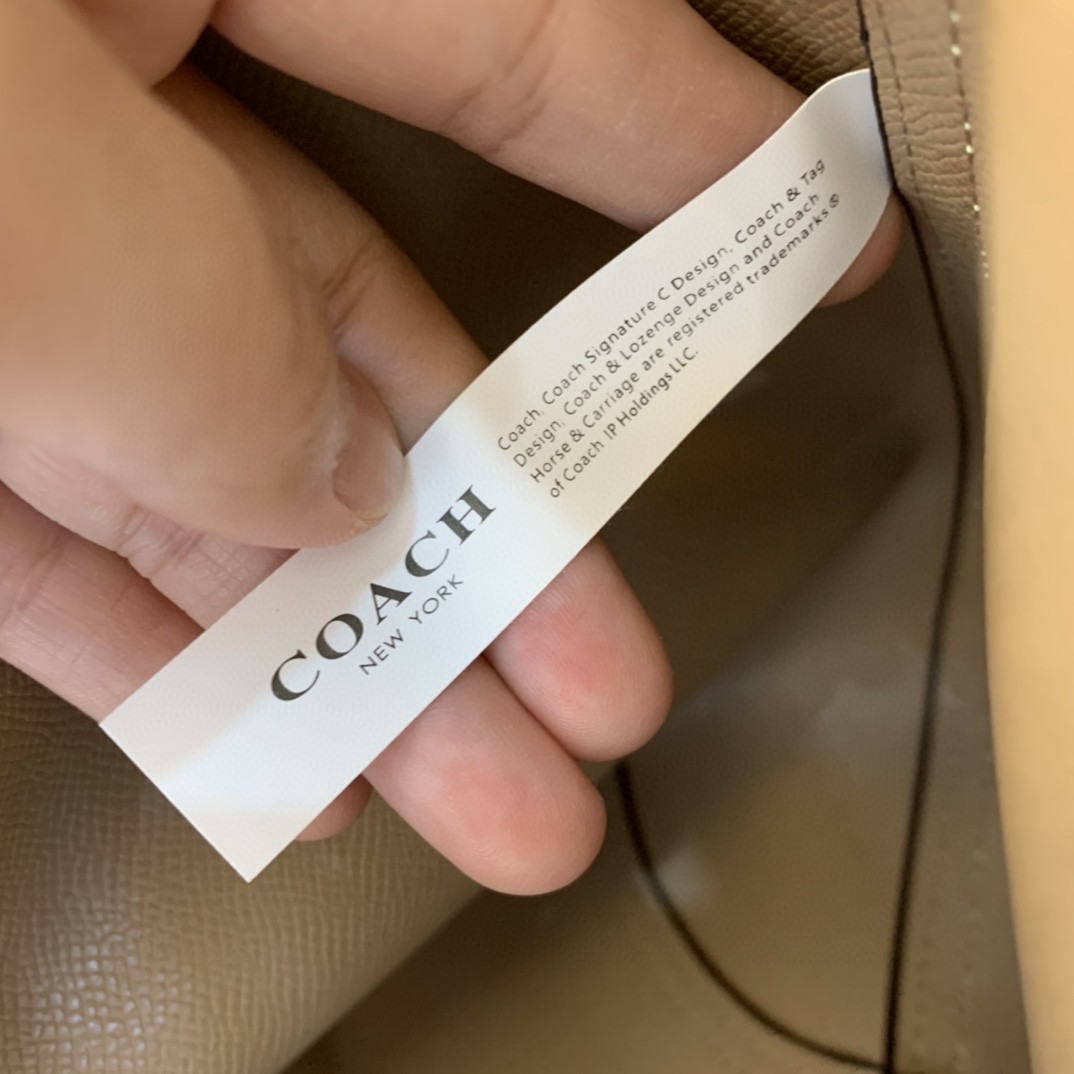 COACH
NEW YORK
Coach, Coach Signature C Design, Coach & Tag
Design, Coach & Lozenge Design and Coach
Horse & Carriage are registered trademarks®
of Coach IP Holdings LLC.